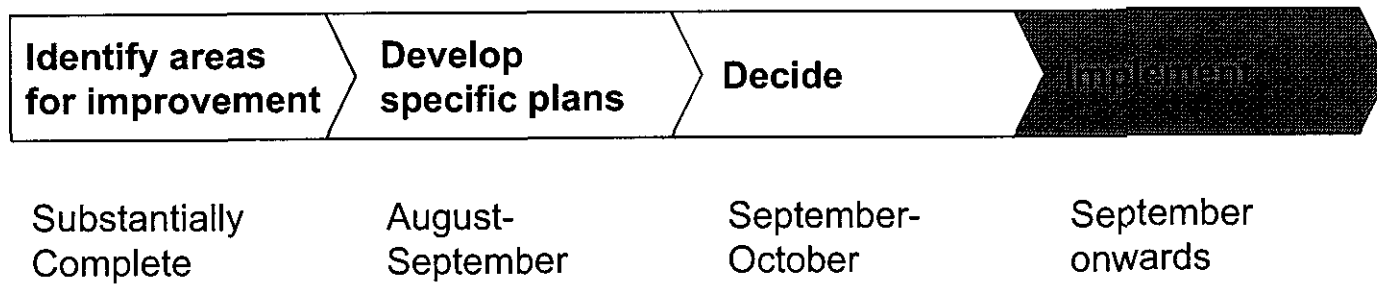 Identify areas
for improvement
Develop
specific plans
Decide
Implement
Substantially
Complete
August-
September
September-
October
September
onwards